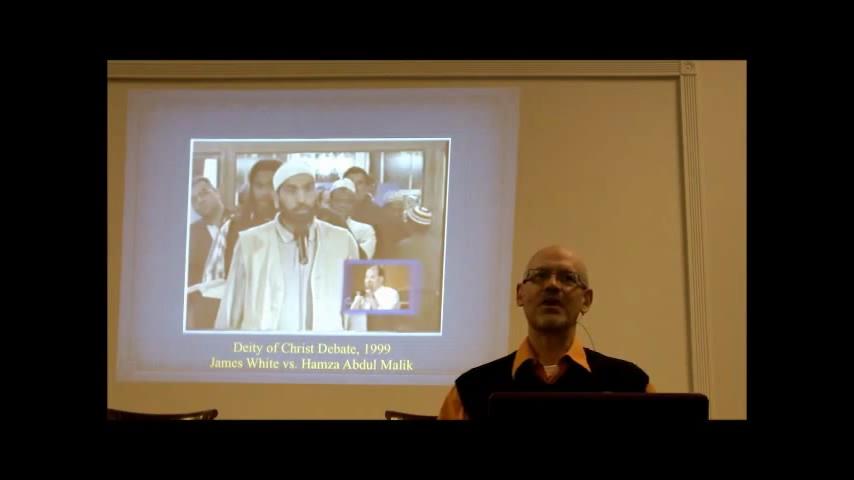 Deity of Christ Debate, 1999
James White vs. Hamza Abdul Malik